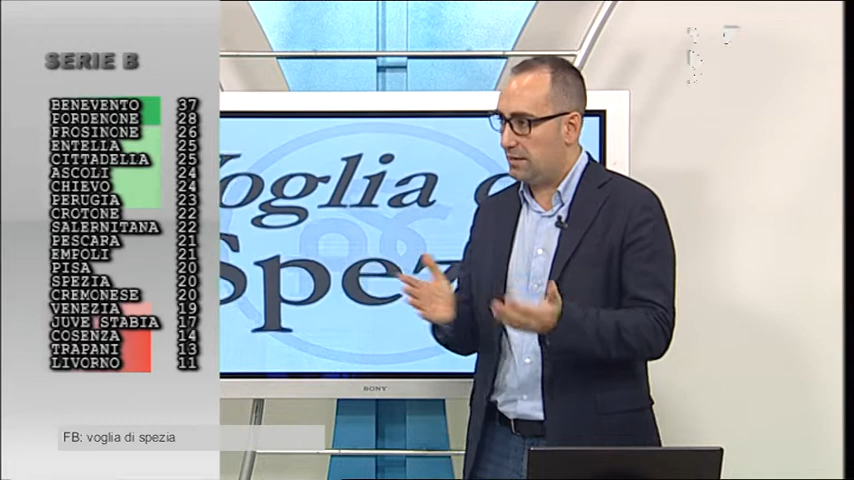 SERIE B
BENEVENTO 37
PORDENONE 28
FROSINONE 26
ENTELLA 25
CITTADELLA 25
ASCOLI 24
CHIEVO 24
PERUGIA 23
CROTONE 22
SALERNITANA 22
PESCARA 21
EMPOLI 21
PISA 20
SPEZIA 20
CREMONESE 20
VENEZIA 19
JUVE STABIA 17
COSENZA 14
TRAPANI 13
LIVORNO 11
FB: voglia di spezia
Voglia
Spezi
SONY